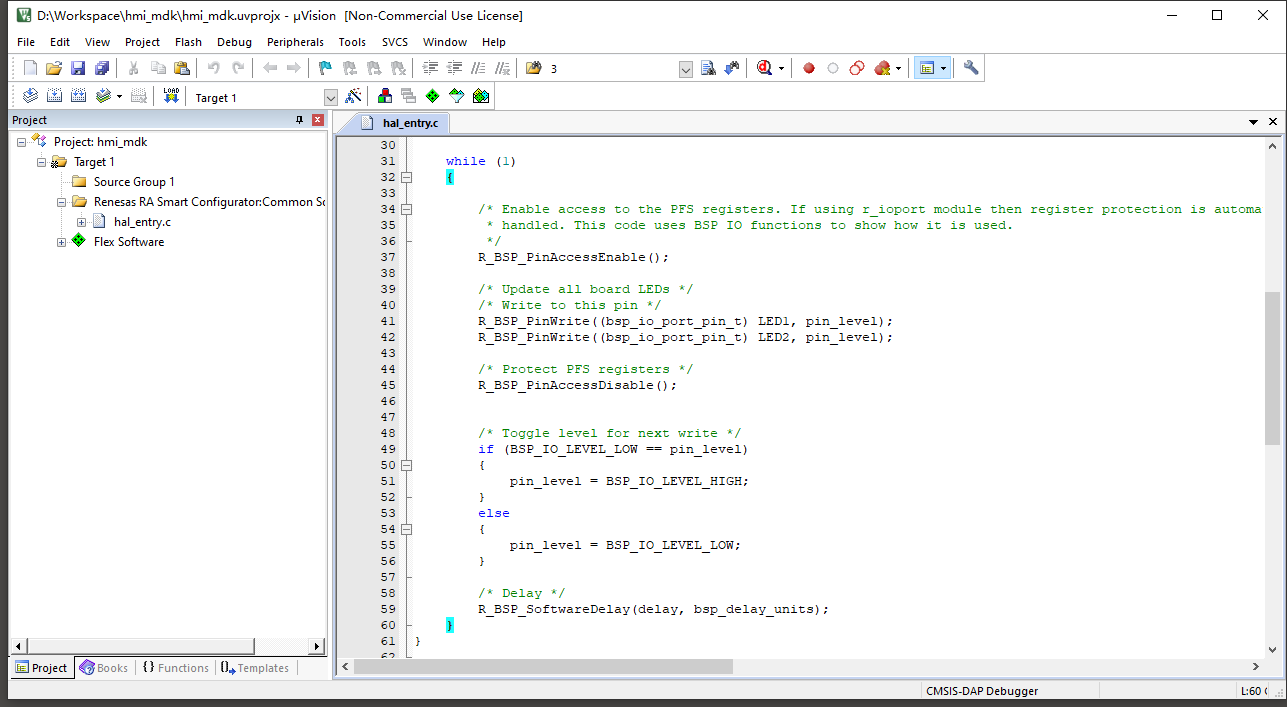 D:\Workspace\hmi_mdk\hmi_mdk.uvprojx - µVision [Non-Commercial Use License]
File Edit View Project Flash Debug Peripherals Tools SVCS Window Help
3
LOAD Target 1
Project
Project: hmi_mdk
Target 1
Source Group 1
Renesas RA Smart Configurator:Common So
hal_entry.c
Flex Software
Project Books Functions Templates
hal_entry.c
30
31 while (1)
32 {
33
34 /* Enable access to the PFS registers. If using r_ioport module then register protection is automa
35 * handled. This code uses BSP IO functions to show how it is used.
36 */
37 R_BSP_PinAccessEnable();
38
39 /* Update all board LEDs */
40 /* Write to this pin */
41 R_BSP_PinWrite((bsp_io_port_pin_t) LED1, pin_level);
42 R_BSP_PinWrite((bsp_io_port_pin_t) LED2, pin_level);
43
44 /* Protect PFS registers */
45 R_BSP_PinAccessDisable();
46
47
48 /* Toggle level for next write */
49 if (BSP_IO_LEVEL_LOW == pin_level)
50 {
51 pin_level = BSP_IO_LEVEL_HIGH;
52 }
53 else
54 {
55 pin_level = BSP_IO_LEVEL_LOW;
56 }
57
58 /* Delay */
59 R_BSP_SoftwareDelay(delay, bsp_delay_units);
60 }
61 }
62
CMSIS-DAP Debugger
L:60